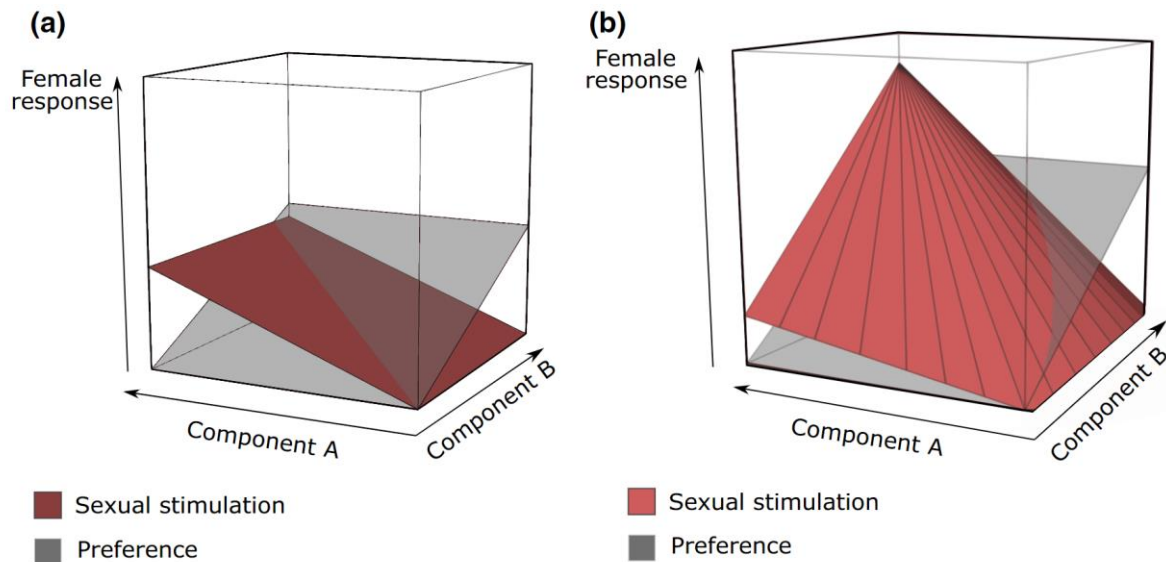 (a)
Female
response
Component A
Component B
Sexual stimulation
Preference
(b)
Female
response
Component A
Component B
Sexual stimulation
Preference